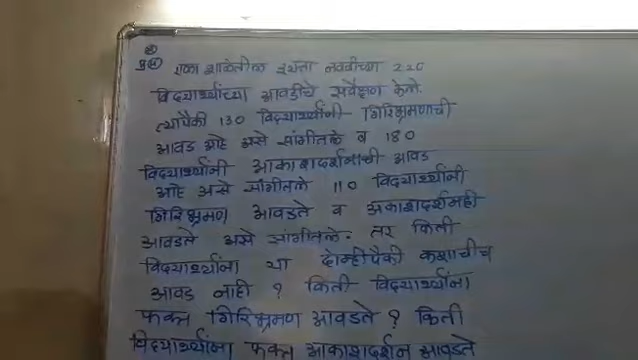 एका शाळेतील इयत्ता नववीच्या 220
विद्यार्थ्यांच्या आवडीचे सर्वेक्षण केले.
त्यापैकी 130 विद्यार्थ्यांनी गिरिभ्रमणाची
आवड आहे असे सांगीतले व 180
विद्यार्थ्यांनी आकाशदर्शनाची आवड
आहे असे सांगीतले 110 विद्यार्थ्यांनी
गिरिभ्रमण आवडते व आकाशदर्शनही
आवडते असे सांगीतले. तर किती
विद्यार्थ्यांना या दोन्हीपैकी कशाचीच
आवड नाही ? किती विद्यार्थ्यांना
फक्त गिरिभ्रमण आवडते ? किती
विद्यार्थ्यांना फक्त आकाशदर्शन आवडते